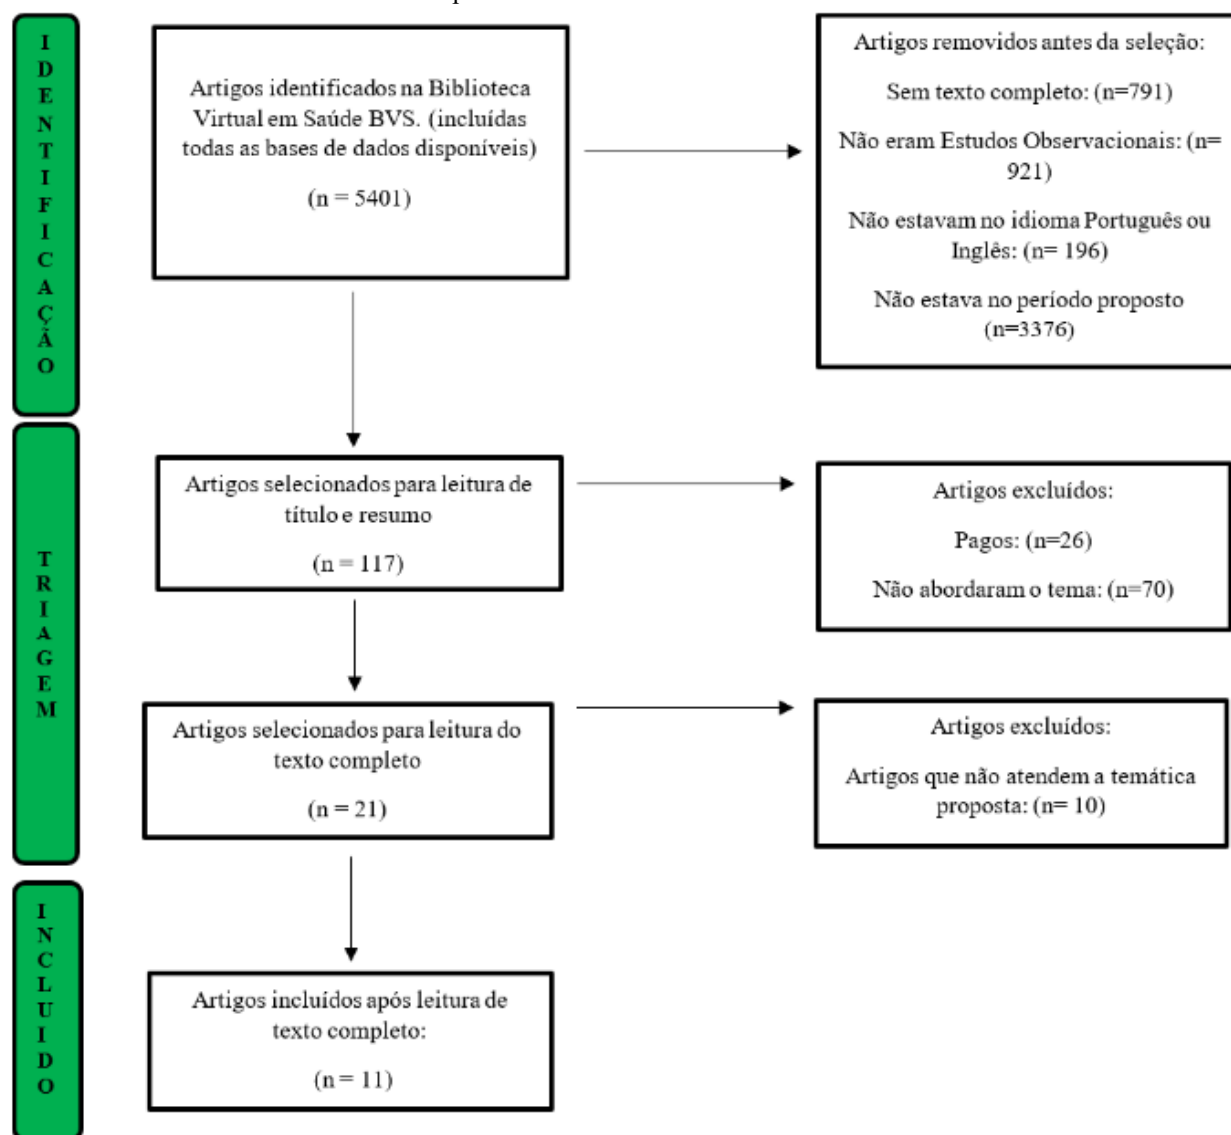 IDENTIFICAÇÃO
Artigos identificados na Biblioteca
Virtual em Saúde BVS. (incluídas
todas as bases de dados disponíveis)
(n = 5401)
Artigos removidos antes da seleção:
Sem texto completo: (n=791)
Não eram Estudos Observacionais: (n=
921)
Não estavam no idioma Português ou
Inglês: (n= 196)
Não estava no período proposto
(n=3376)
TRIAGEM
Artigos selecionados para leitura de
título e resumo
(n = 117)
Artigos excluídos:
Pagos: (n=26)
Não abordaram o tema: (n=70)
Artigos selecionados para leitura do
texto completo
(n = 21)
Artigos excluídos:
Artigos que não atendem a temática
proposta: (n= 10)
INCLUIDO
Artigos incluídos após leitura de
texto completo:
(n = 11)